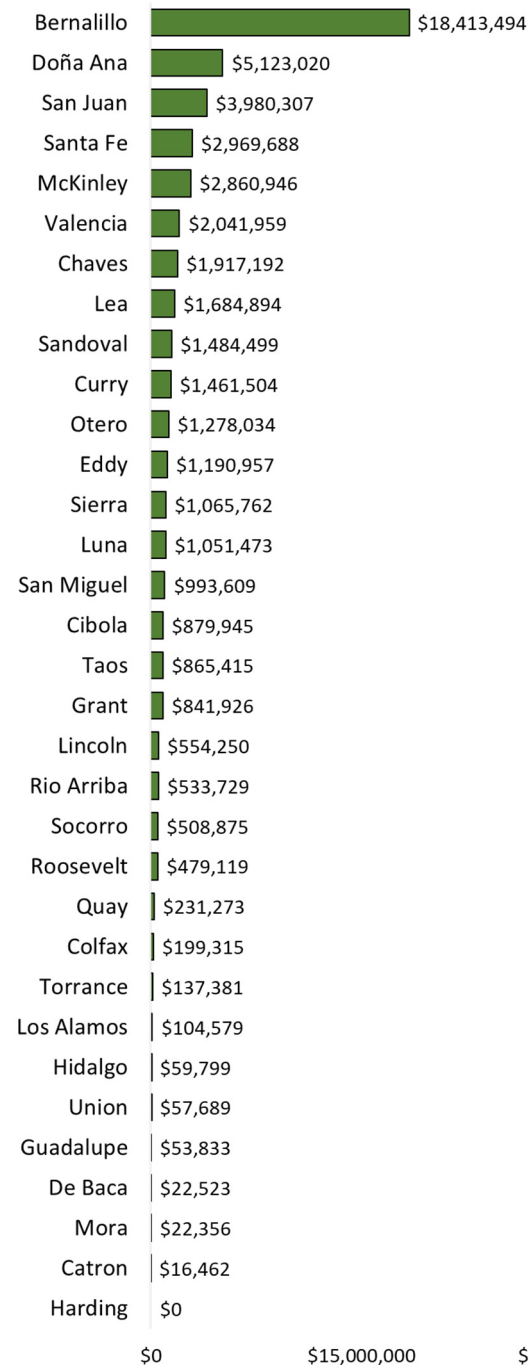 Bernalillo $18,413,494
Doña Ana $5,123,020
San Juan $3,980,307
Santa Fe $2,969,688
McKinley $2,860,946
Valencia $2,041,959
Chaves $1,917,192
Lea $1,684,894
Sandoval $1,484,499
Curry $1,461,504
Otero $1,278,034
Eddy $1,190,957
Sierra $1,065,762
Luna $1,051,473
San Miguel $993,609
Cibola $879,945
Taos $865,415
Grant $841,926
Lincoln $554,250
Rio Arriba $533,729
Socorro $508,875
Roosevelt $479,119
Quay $231,273
Colfax $199,315
Torrance $137,381
Los Alamos $104,579
Hidalgo $59,799
Union $57,689
Guadalupe $53,833
De Baca $22,523
Mora $22,356
Catron $16,462
Harding $0
$0 $15,000,000 $